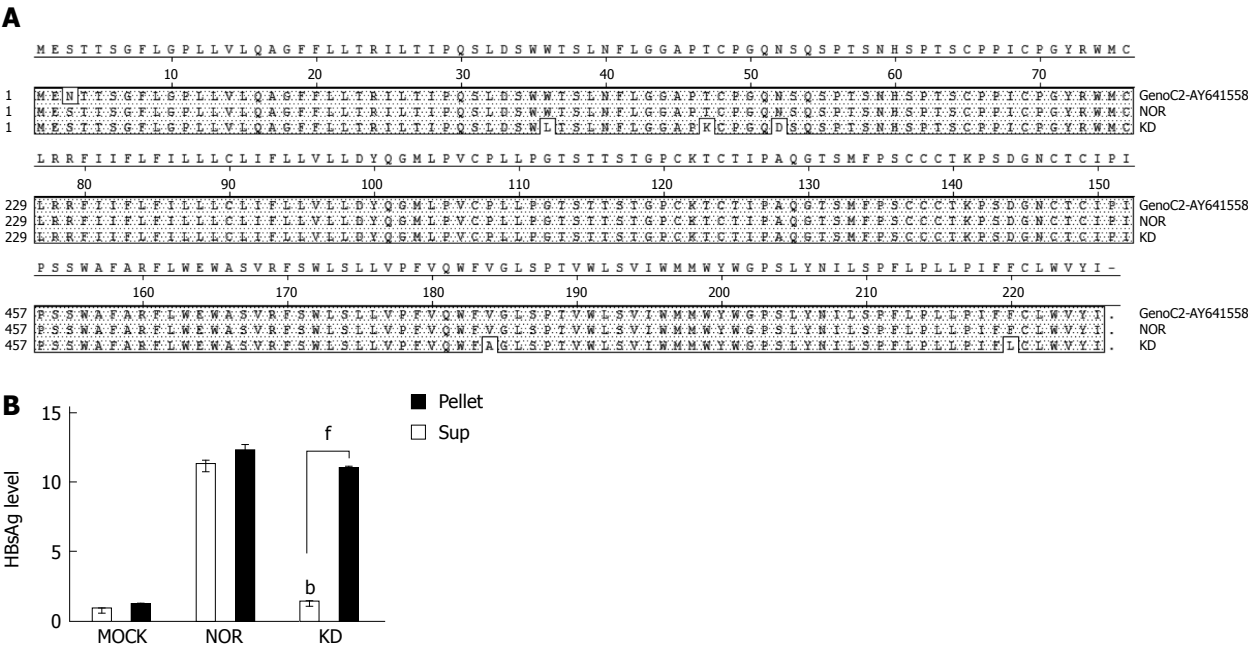 A
M E S T T S G F L G P L L V L Q A G F F L L T R I L T I P Q S L D S W W T S L N F L G G A P T C P G Q N S Q S P T S N H S P T S C P P I C P G Y R W M C
10 20 30 40 50 60 70
1 M E N T T S G F L G P L L V L Q A G F F L L T R I L T I P Q S L D S W W T S L N F L G G A P T C P G Q N S Q S P T S N H S P T S C P P I C P G Y R W M C GenoC2-AY641558
1 M E S T T S G F L G P L L V L Q A G F F L L T R I L T I P Q S L D S W W T S L N F L G G A P T C P G Q N S Q S P T S N H S P T S C P P I C P G Y R W M C NOR
1 M E S T T S G F L G P L L V L Q A G F F L L T R I L T I P Q S L D S W L T S L N F L G G A P K C P G Q D S Q S P T S N H S P T S C P P I C P G Y R W M C KD
L R R F I I F L F I L L L C L I F L L V L L D Y Q G M L P V C P L L P G T S T T S T G P C K T C T I P A Q G T S M F P S C C C T K P S D G N C T C I P I
80 90 100 110 120 130 140 150
229 L R R F I I F L F I L L L C L I F L L V L L D Y Q G M L P V C P L L P G T S T T S T G P C K T C T I P A Q G T S M F P S C C C T K P S D G N C T C I P I GenoC2-AY641558
229 L R R F I I F L F I L L L C L I F L L V L L D Y Q G M L P V C P L L P G T S T T S T G P C K T C T I P A Q G T S M F P S C C C T K P S D G N C T C I P I NOR
229 L R R F I I F L F I L L L C L I F L L V L L D Y Q G M L P V C P L L P G T S T T S T G P C K T C T I P A Q G T S M F P S C C C T K P S D G N C T C I P I KD
P S S W A F A R F L W E W A S V R F S W L S L L V P F V Q W F V G L S P T V W L S V I W M M W Y W G P S L Y N I L S P F L P L L P I F F C L W V Y I -
160 170 180 190 200 210 220
457 P S S W A F A R F L W E W A S V R F S W L S L L V P F V Q W F V G L S P T V W L S V I W M M W Y W G P S L Y N I L S P F L P L L P I F F C L W V Y I . GenoC2-AY641558
457 P S S W A F A R F L W E W A S V R F S W L S L L V P F V Q W F V G L S P T V W L S V I W M M W Y W G P S L Y N I L S P F L P L L P I F F C L W V Y I . NOR
457 P S S W A F A R F L W E W A S V R F S W L S L L V P F V Q W F A G L S P T V W L S V I W M M W Y W G P S L Y N I L S P F L P L L P I F L C L W V Y I . KD
B
HBsAg level
15
10
5
0
MOCK NOR KD
f
b
Pellet
Sup